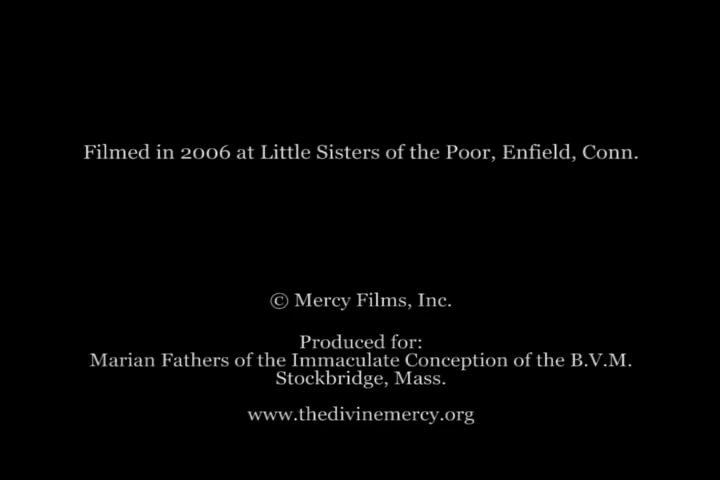 Filmed in 2006 at Little Sisters of the Poor, Enfield, Conn.
© Mercy Films, Inc.
Produced for:
Marian Fathers of the Immaculate Conception of the B.V.M.
Stockbridge, Mass.
www.thedivinemercy.org